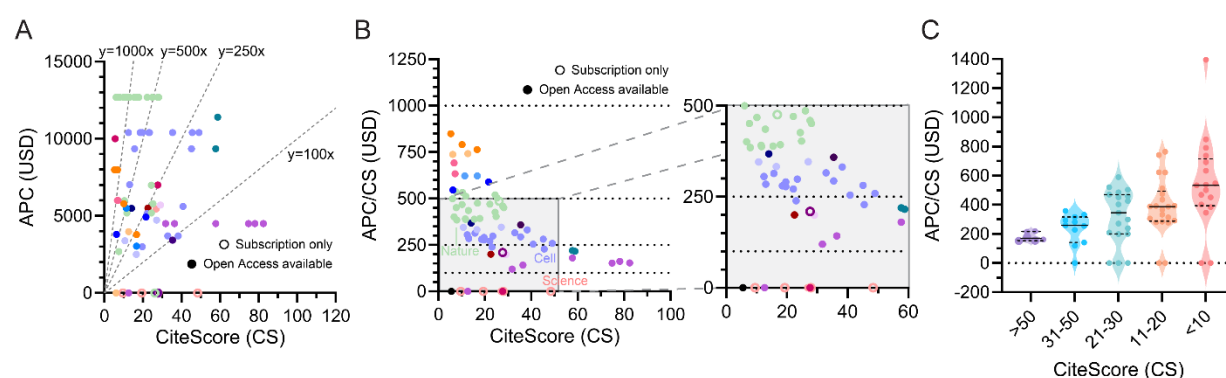 A
y=1000x
y=500x
y=250x
y=100x
15000
10000
5000
0
APC (USD)
Subscription only
Open Access available
0 20 40 60 80 100 120
CiteScore (CS)
B
1250
1000
750
500
250
0
APC/CS (USD)
Subscription only
Open Access available
Nature
Cell
Science
0 20 40 60 80 100
CiteScore (CS)
500
250
0
0 20 40 60
C
1400
1200
1000
800
600
400
200
0
-200
APC/CS (USD)
>50
31-50
21-30
11-20
<10
CiteScore (CS)